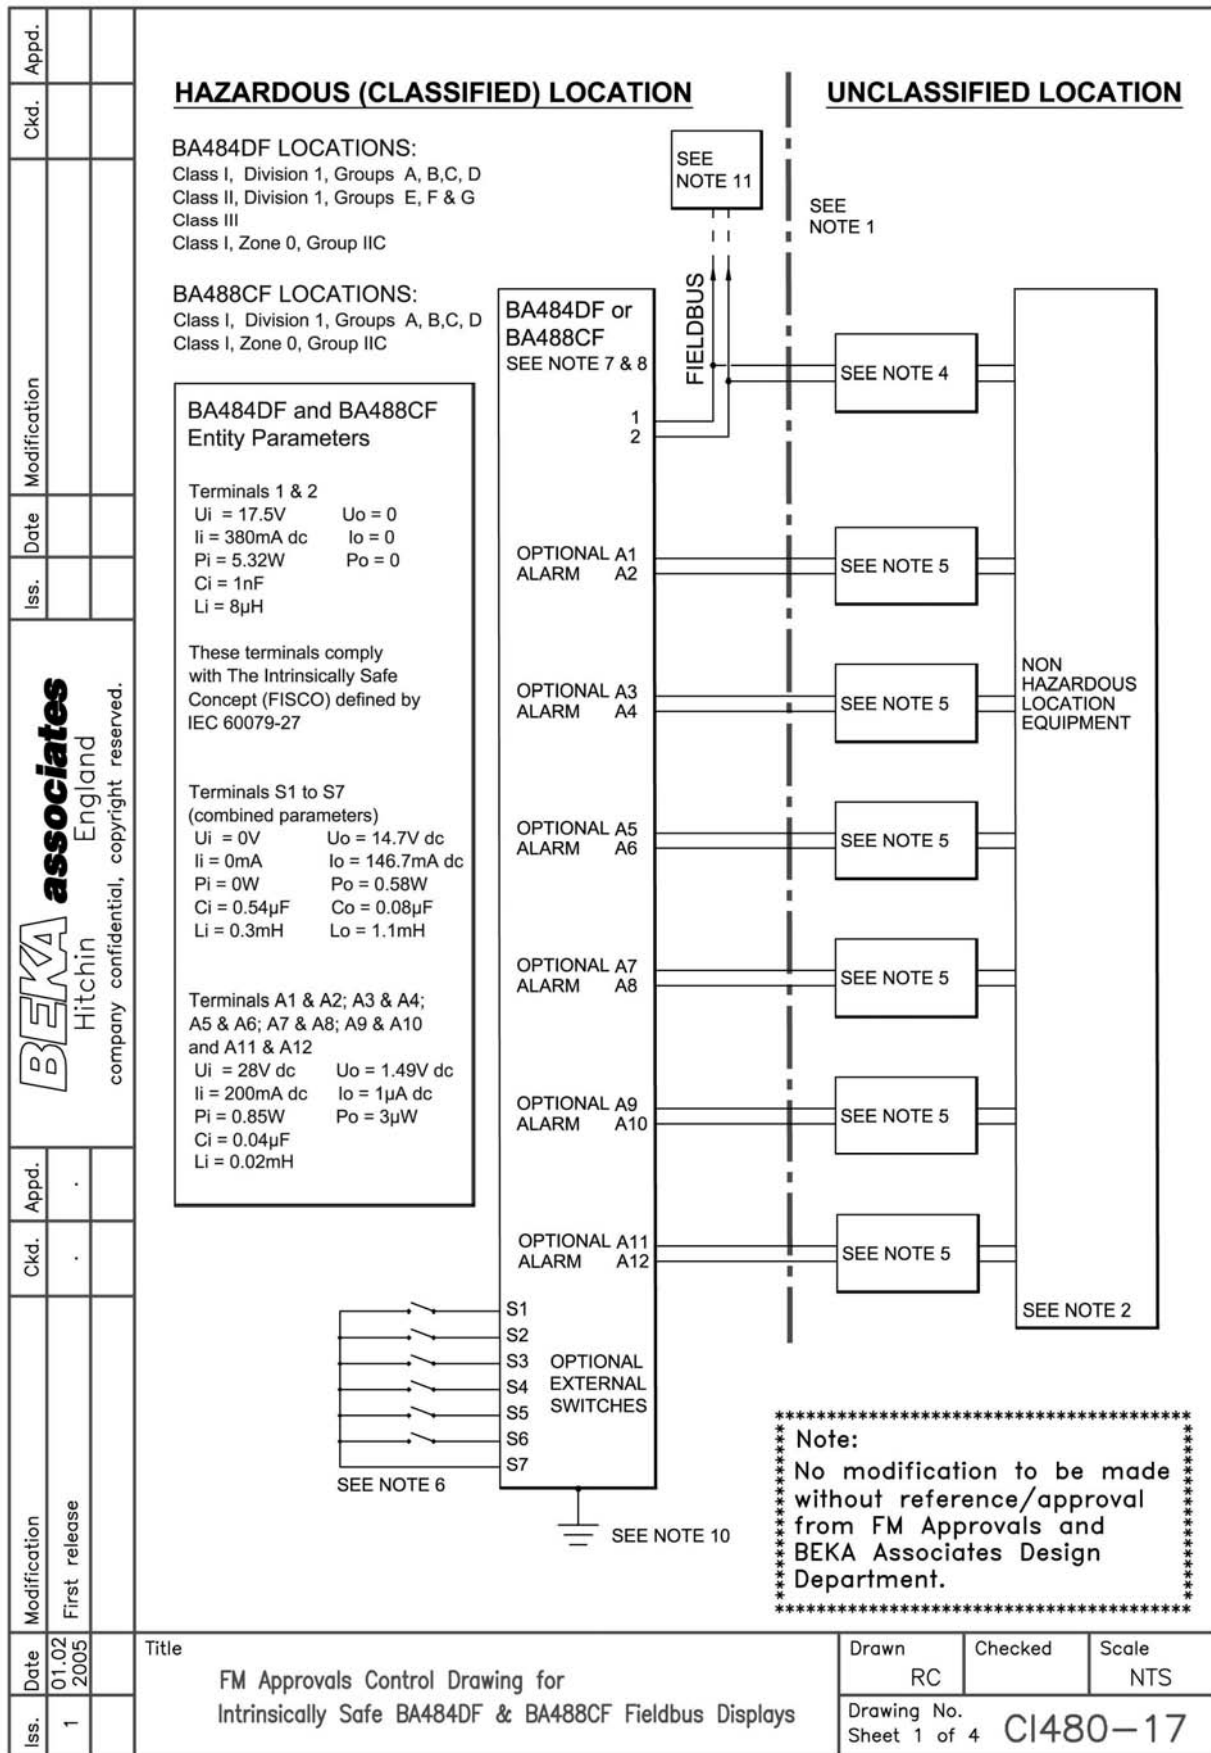 HAZARDOUS (CLASSIFIED) LOCATION
UNCLASSIFIED LOCATION
BA484DF LOCATIONS:
Class I, Division 1, Groups A, B,C, D
Class II, Division 1, Groups E, F & G
Class III
Class I, Zone 0, Group IIC
BA488CF LOCATIONS:
Class I, Division 1, Groups A, B,C, D
Class I, Zone 0, Group IIC
SEE
NOTE 11
SEE
NOTE 1
FIELDBUS
BA484DF or
BA488CF
SEE NOTE 7 & 8
1
2
SEE NOTE 4
BA484DF and BA488CF
Entity Parameters
Terminals 1 & 2
Ui = 17.5V Uo = 0
Ii = 380mA dc Io = 0
Pi = 5.32W Po = 0
Ci = 1nF
Li = 8µH
These terminals comply
with The Intrinsically Safe
Concept (FISCO) defined by
IEC 60079-27
Terminals S1 to S7
(combined parameters)
Ui = 0V Uo = 14.7V dc
Ii = 0mA Io = 146.7mA dc
Pi = 0W Po = 0.58W
Ci = 0.54µF Co = 0.08µF
Li = 0.3mH Lo = 1.1mH
Terminals A1 & A2; A3 & A4;
A5 & A6; A7 & A8; A9 & A10
and A11 & A12
Ui = 28V dc Uo = 1.49V dc
Ii = 200mA dc Io = 1µA dc
Pi = 0.85W Po = 3µW
Ci = 0.04µF
Li = 0.02mH
OPTIONAL A1
ALARM A2
SEE NOTE 5
OPTIONAL A3
ALARM A4
SEE NOTE 5
OPTIONAL A5
ALARM A6
SEE NOTE 5
OPTIONAL A7
ALARM A8
SEE NOTE 5
OPTIONAL A9
ALARM A10
SEE NOTE 5
OPTIONAL A11
ALARM A12
SEE NOTE 5
NON
HAZARDOUS
LOCATION
EQUIPMENT
SEE NOTE 2
S1
S2
S3
S4
S5
S6
S7
OPTIONAL
EXTERNAL
SWITCHES
SEE NOTE 6
SEE NOTE 10
****************************************
Note:
No modification to be made
without reference/approval
from FM Approvals and
BEKA Associates Design
Department.
****************************************
Title
FM Approvals Control Drawing for
Intrinsically Safe BA484DF & BA488CF Fieldbus Displays
Drawn
RC
Checked
Scale
NTS
Drawing No.
Sheet 1 of 4
CI480-17
Iss. Date Modification Ckd. Appd.
1 01.02 2005 First release . .
BEKA associates
Hitchin England
company confidential, copyright reserved.
Iss. Date Modification Ckd. Appd.